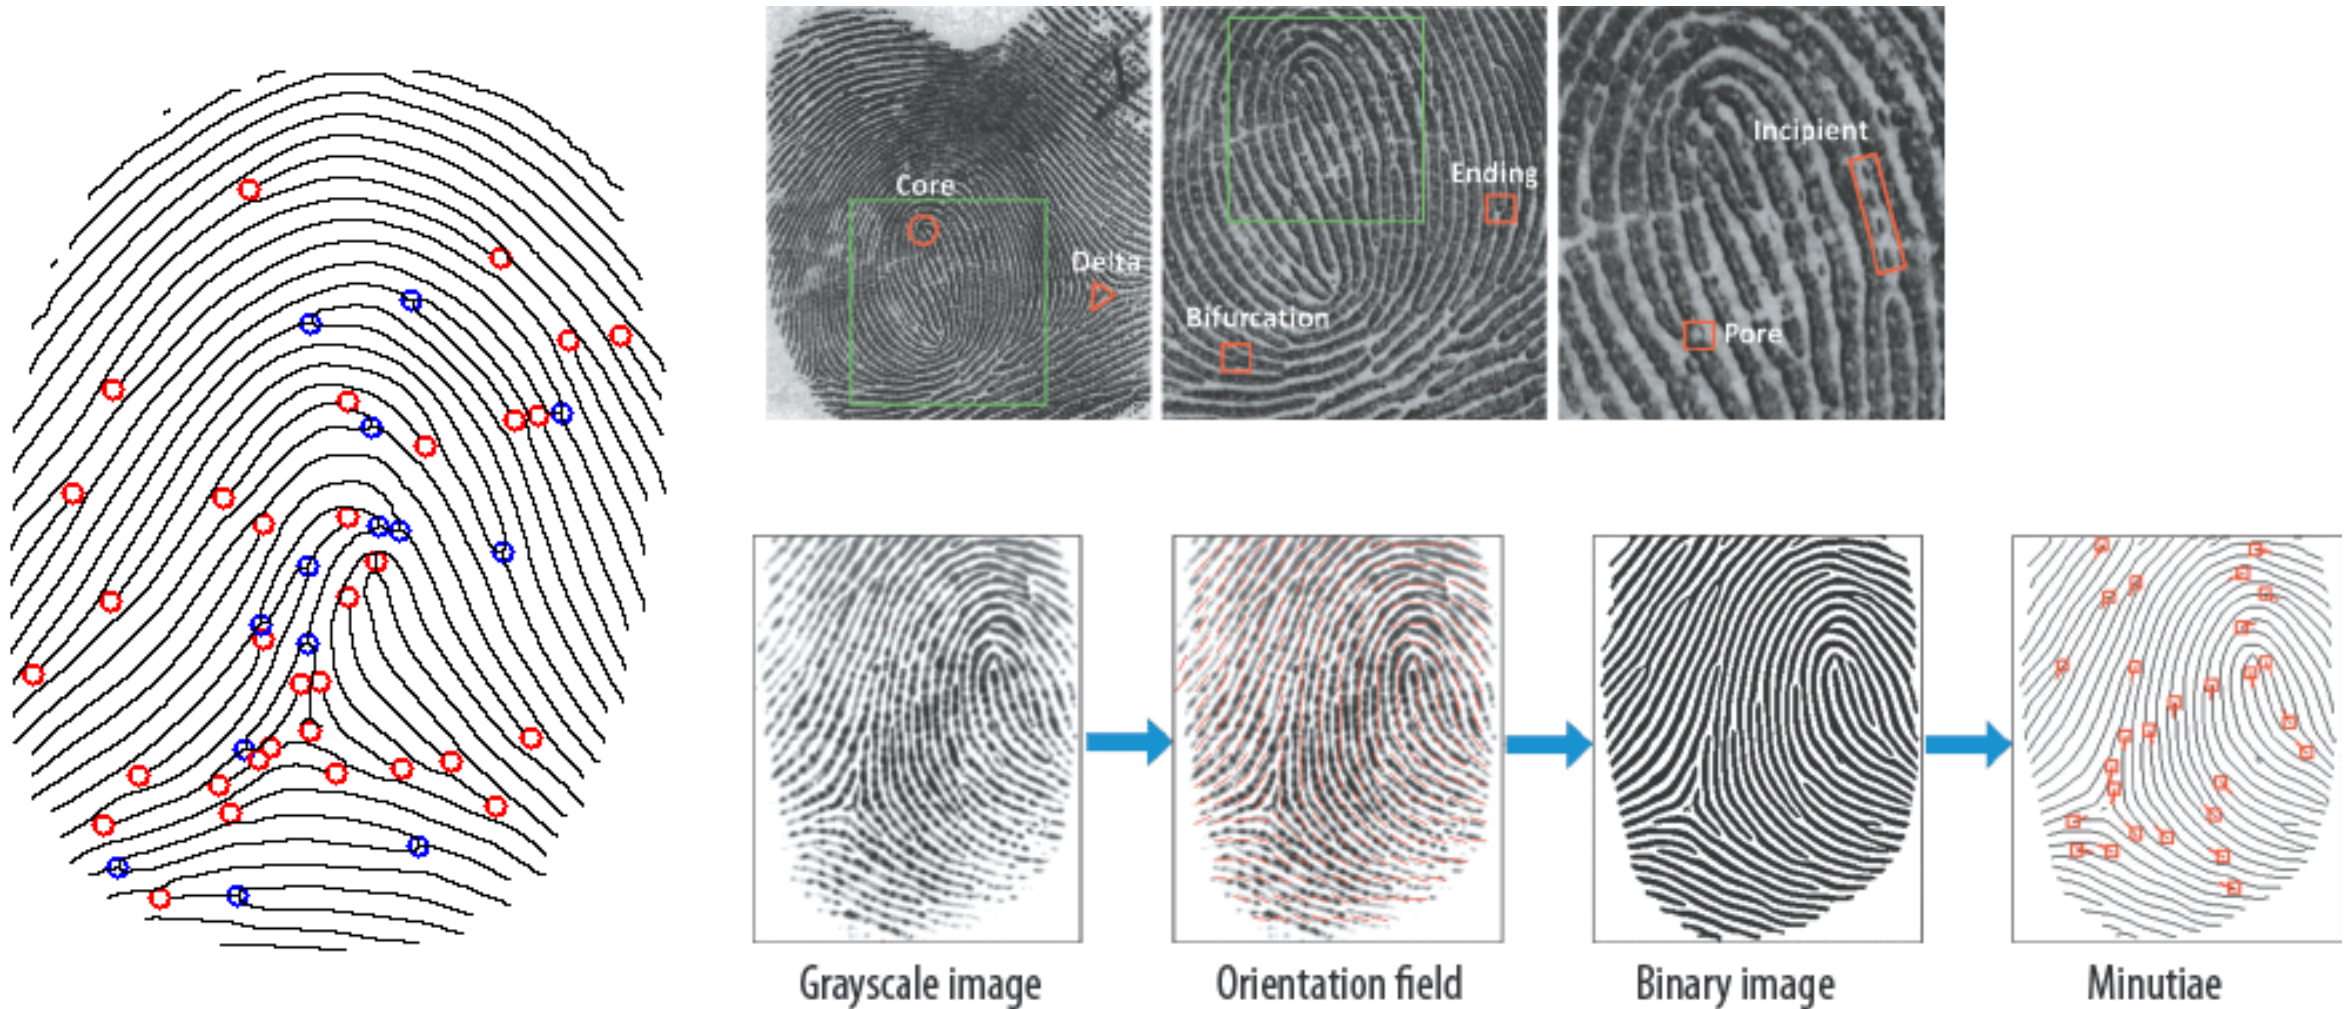 Core
Delta
Ending
Bifurcation
Incipient
Pore
Grayscale image
Orientation field
Binary image
Minutiae